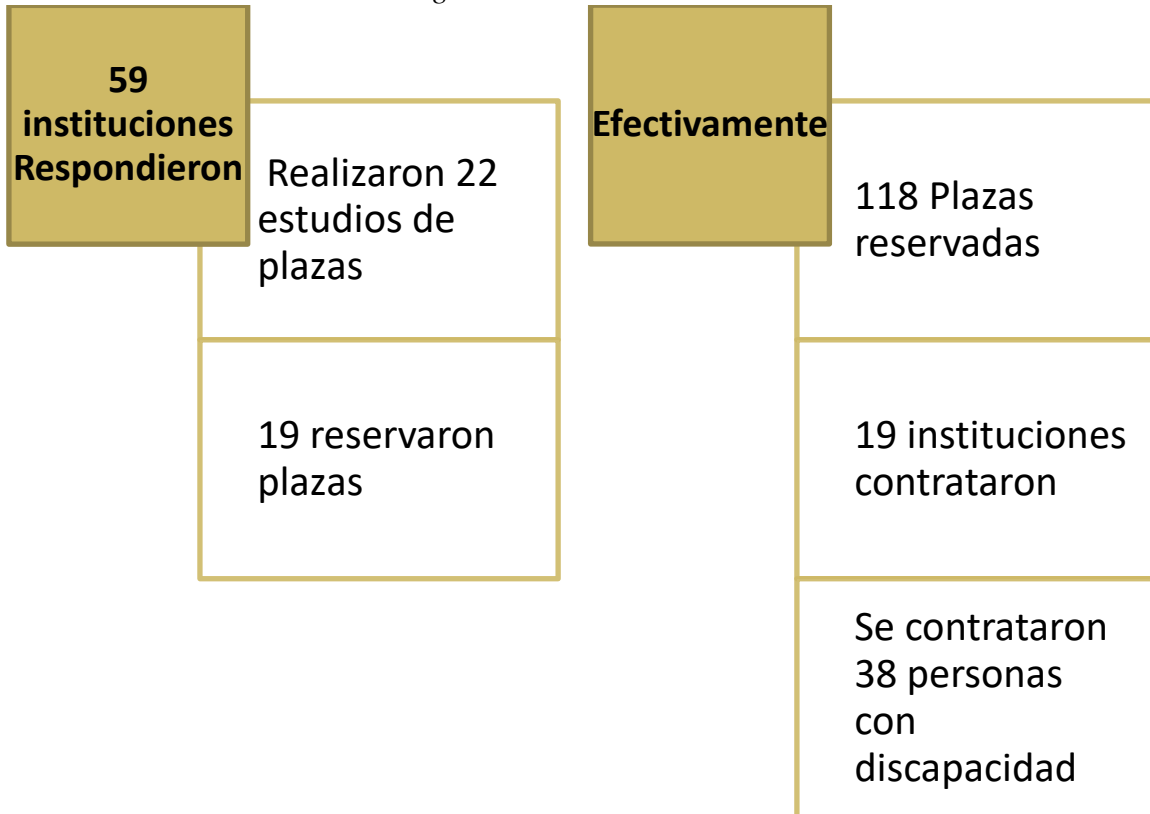 59
instituciones
Respondieron
Realizaron 22
estudios de
plazas
19 reservaron
plazas
Efectivamente
118 Plazas
reservadas
19 instituciones
contrataron
Se contrataron
38 personas
con
discapacidad